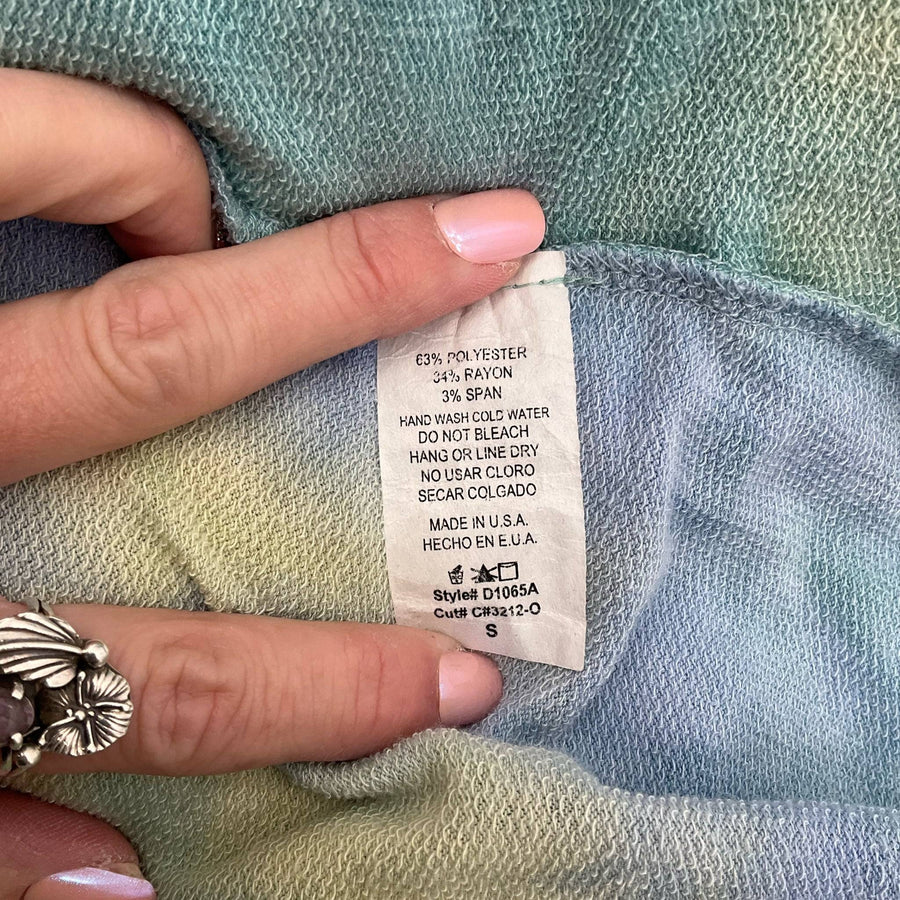 63% POLYESTER
34% RAYON
3% SPAN
HAND WASH COLD WATER
DO NOT BLEACH
HANG OR LINE DRY
NO USAR CLORO
SECAR COLGADO
MADE IN U.S.A.
HECHO EN E.U.A.
Style# D1065A
Cut# C#3212-O
S